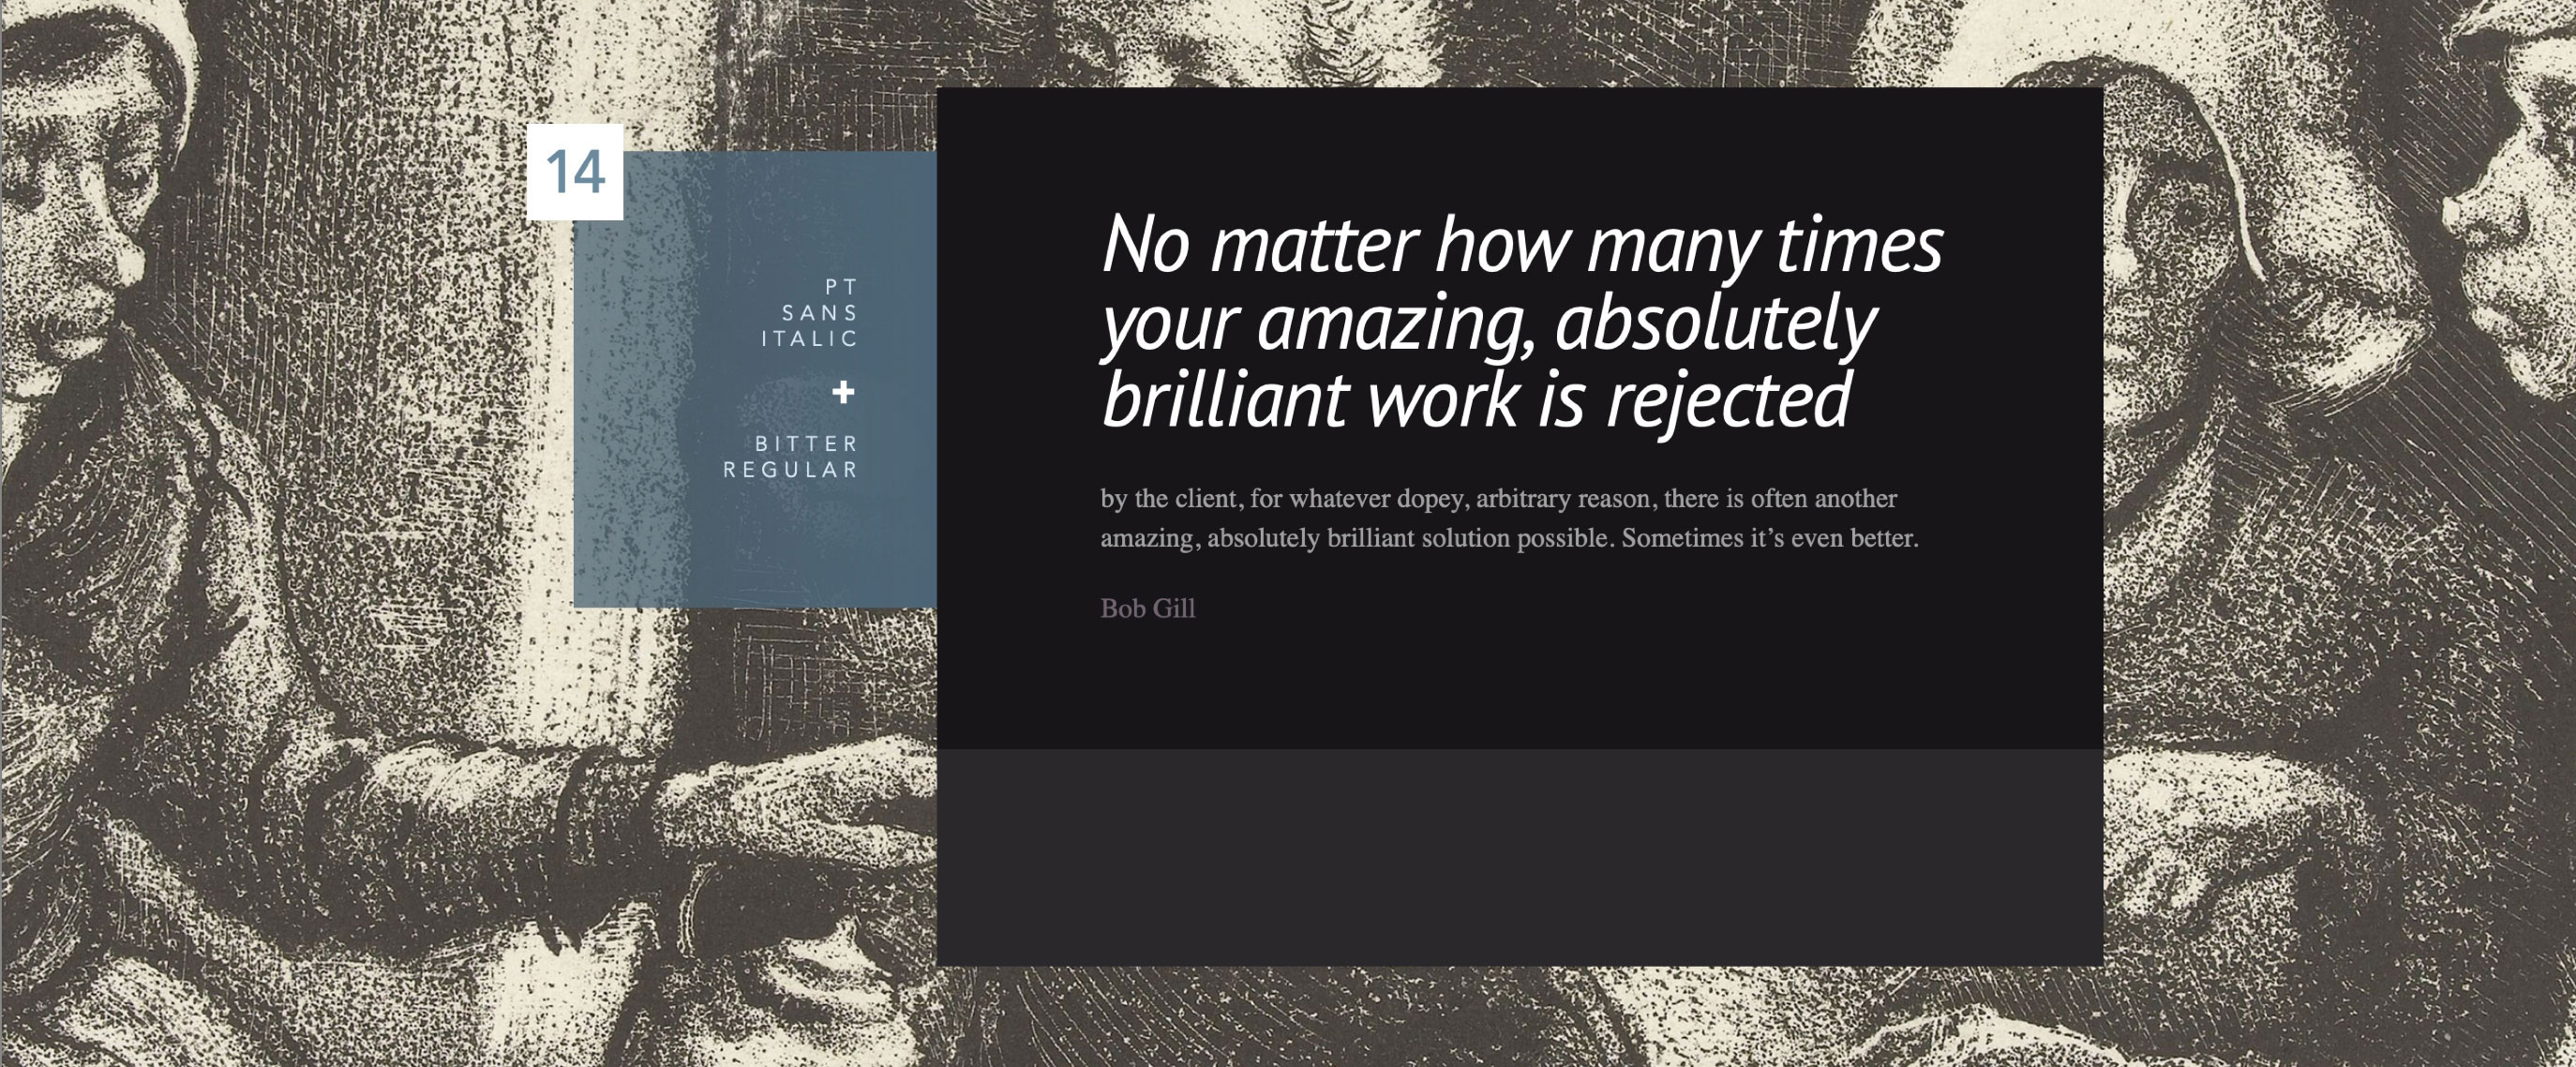 14
PT
SANS
ITALIC
+
BITTER
REGULAR
No matter how many times
your amazing, absolutely
brilliant work is rejected
by the client, for whatever dopey, arbitrary reason, there is often another
amazing, absolutely brilliant solution possible. Sometimes it’s even better.
Bob Gill